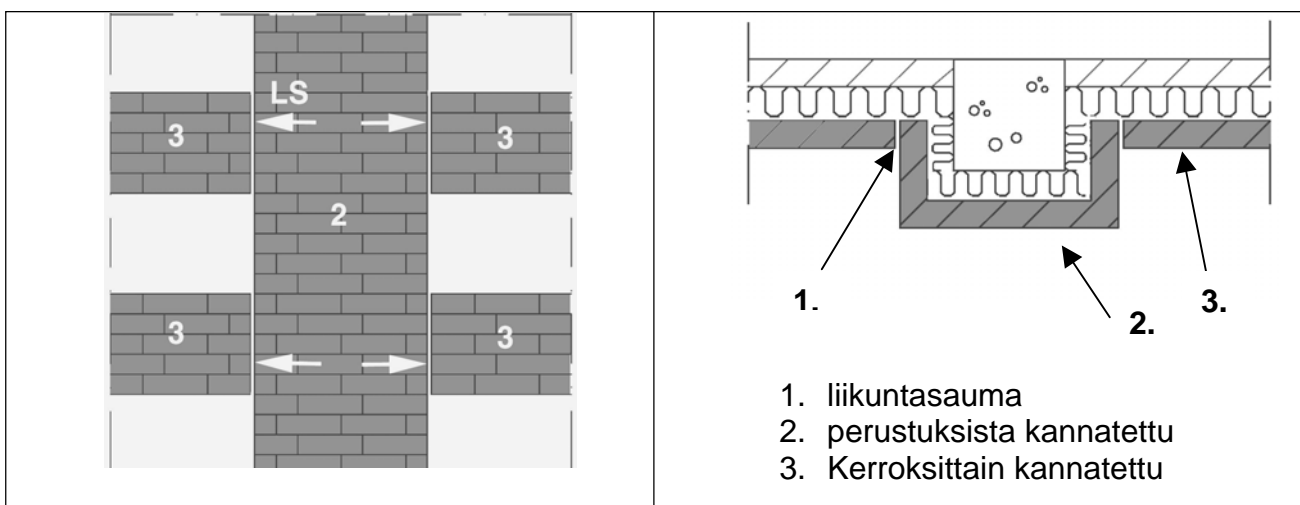 LS
3
3
2
3
3
1.
2.
3.
1. liikuntasauma
2. perustuksista kannatettu
3. Kerroksittain kannatettu